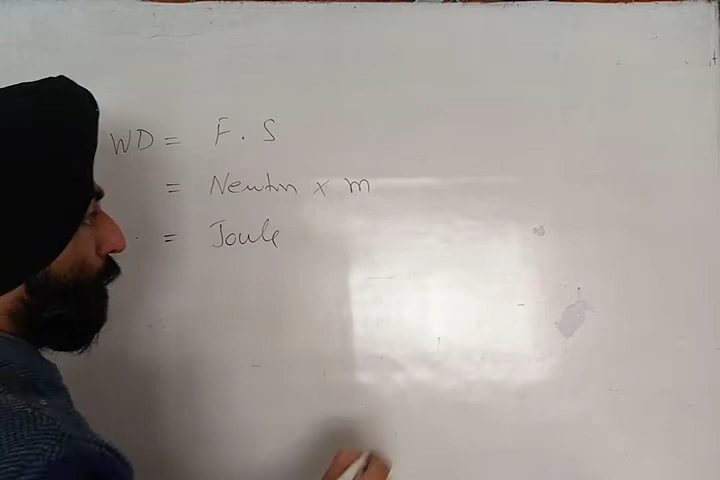 WD = F . S
= Newton x m
= Joule